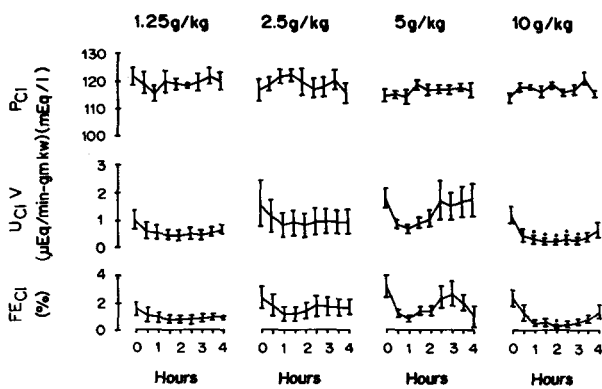 1.25g/kg 2.5g/kg 5g/kg 10g/kg
PCl (mEq/l)
130
120
110
100
UCl V (μEq/min-gm kw)
3
2
1
0
FECl (%)
4
2
0
0 1 2 3 4 0 1 2 3 4 0 1 2 3 4 0 1 2 3 4
Hours Hours Hours Hours